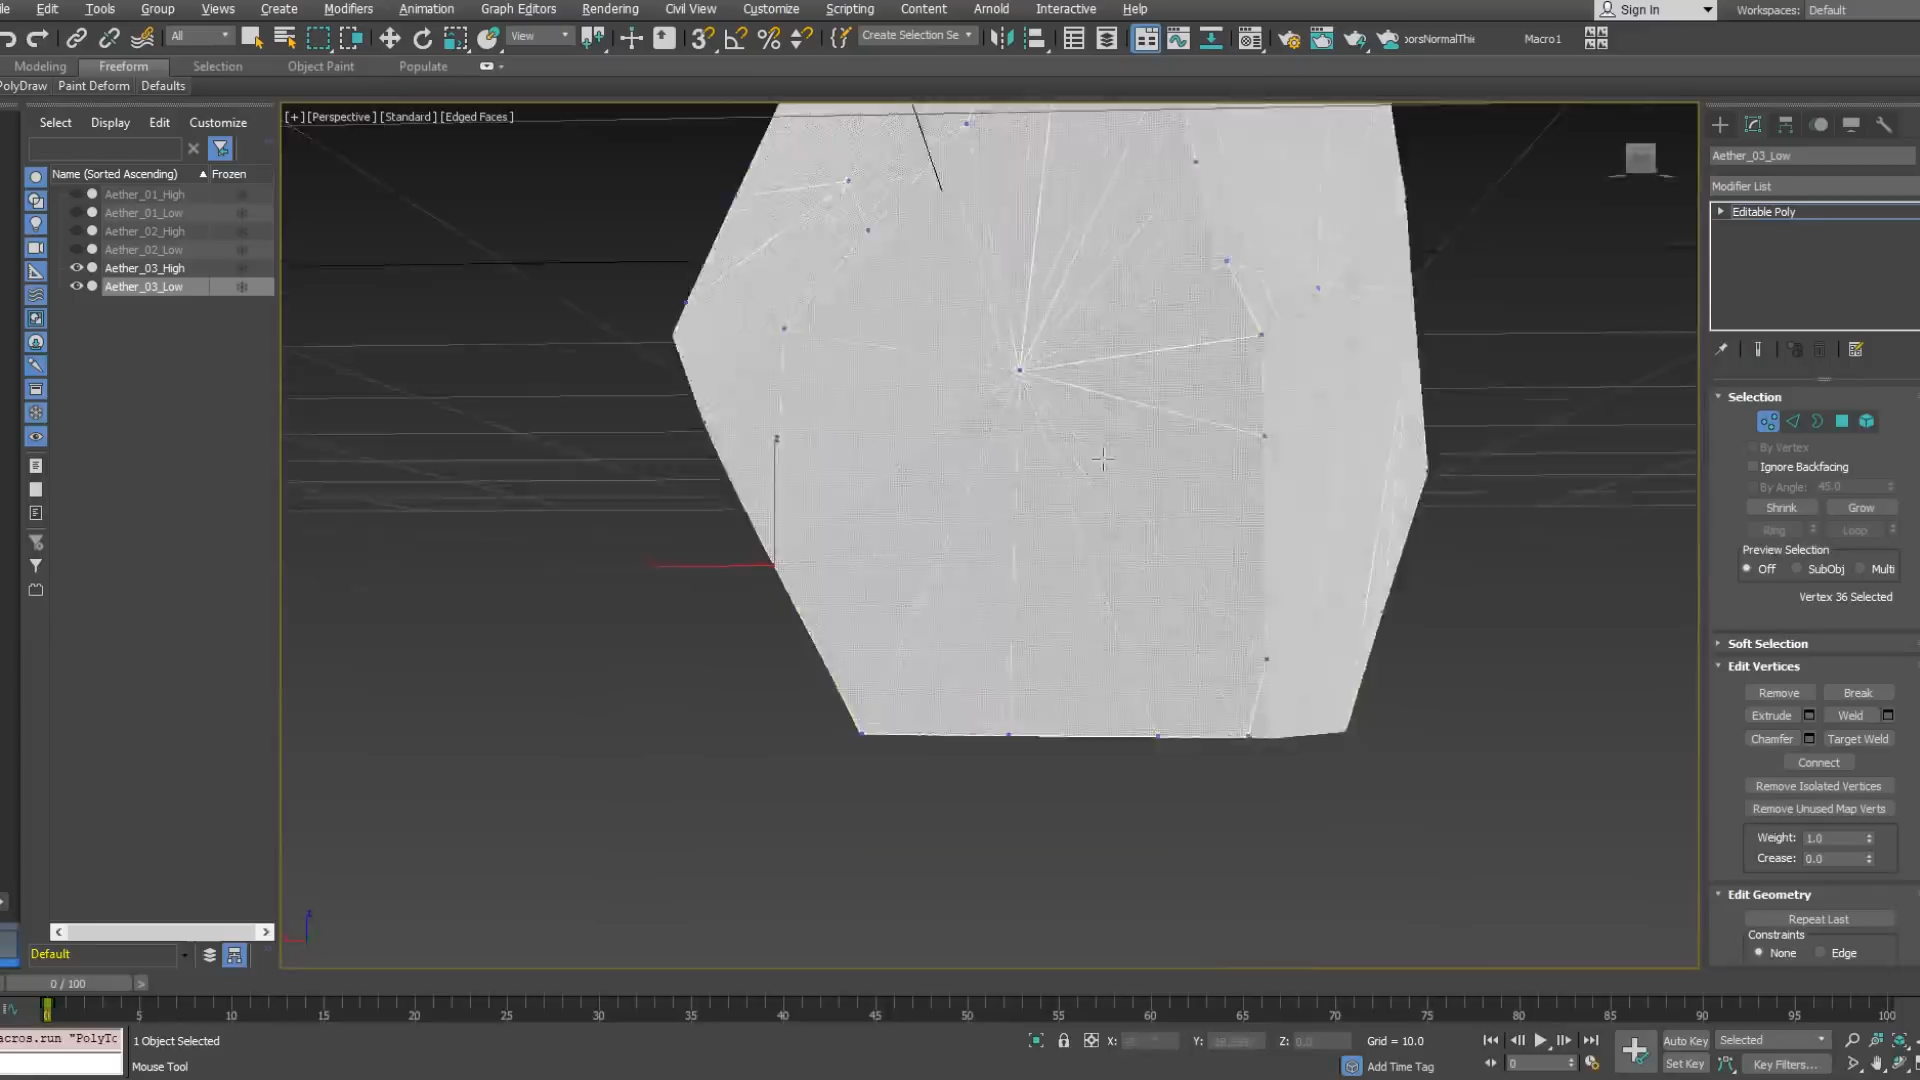 Edit Tools Group Views Create Modifiers Animation Graph Editors Rendering Civil View Customize Scripting Content Arnold Interactive Help Sign In Workspaces: Default
All View Create Selection Se Macro1
Modeling Freeform Selection Object Paint Populate
PolyDraw Paint Deform Defaults
Select Display Edit Customize
[+] [Perspective ] [Standard ] [Edged Faces ]
Name (Sorted Ascending) Frozen
Aether_01_High
Aether_01_Low
Aether_02_High
Aether_02_Low
Aether_03_High
Aether_03_Low
Aether_03_Low
Modifier List
Editable Poly
Selection
By Vertex
Ignore Backfacing
By Angle: 45.0
Shrink Grow
Ring Loop
Preview Selection
Off SubObj Multi
Vertex 36 Selected
Soft Selection
Edit Vertices
Remove Break
Extrude Weld
Chamfer Target Weld
Connect
Remove Isolated Vertices
Remove Unused Map Verts
Weight: 1.0
Crease: 0.0
Edit Geometry
Repeat Last
Constraints
None Edge
z
Default
0 / 100
0 5 10 15 20 25 30 35 40 45 50 55 60 65 70 75 80 85 90 95 100
acros.run "PolyTc
1 Object Selected
X: Y: Z: 0.0 Grid = 10.0
Auto Key Selected
Mouse Tool
Add Time Tag
0
Set Key Key Filters...